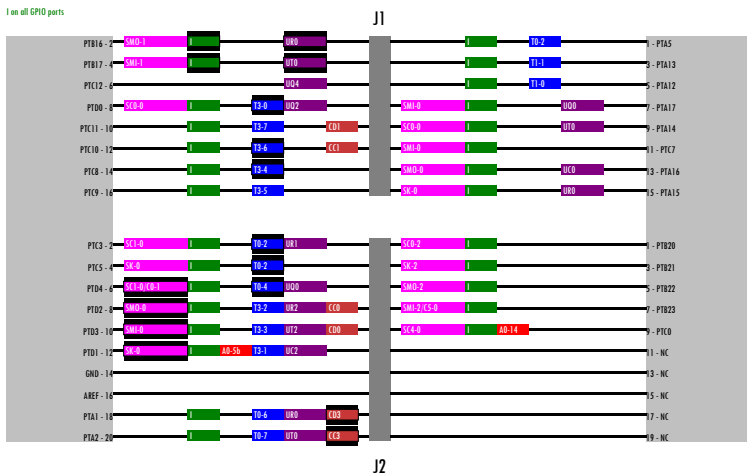 I on all GPIO ports
J1
PTB16 - 2 SMO-1 I UR0 I T0-2 1 - PTA5
PTB17 - 4 SMI-1 I UT0 I T1-1 3 - PTA13
PTC12 - 6 UQ4 I T1-0 5 - PTA12
PTD0 - 8 SC0-0 I T3-0 UQ2 SMI-0 I UQ0 7 - PTA17
PTC11 - 10 I T3-7 CD1 SC0-0 I UT0 9 - PTA14
PTC10 - 12 I T3-6 CC1 SMI-0 I 11 - PTC7
PTC8 - 14 I T3-4 SMO-0 I UC0 13 - PTA16
PTC9 - 16 I T3-5 SK-0 I UR0 15 - PTA15
PTC3 - 2 SC1-0 I T0-2 UR1 SC0-2 I 1 - PTB20
PTC5 - 4 SK-0 I T0-2 SK-2 I 3 - PTB21
PTD4 - 6 SC1-0/C0-1 I T0-4 UQ0 SMO-2 I 5 - PTB22
PTD2 - 8 SMO-0 I T3-2 UR2 CC0 SMI-2/C5-0 I 7 - PTB23
PTD3 - 10 SMI-0 I T3-3 UT2 CD0 SC4-0 I A0-14 9 - PTC0
PTD1 - 12 SK-0 I A0-5b T3-1 UC2 11 - NC
GND - 14 13 - NC
AREF - 16 15 - NC
PTA1 - 18 I T0-6 UR0 CD3 17 - NC
PTA2 - 20 I T0-7 UT0 CC3 19 - NC
J2